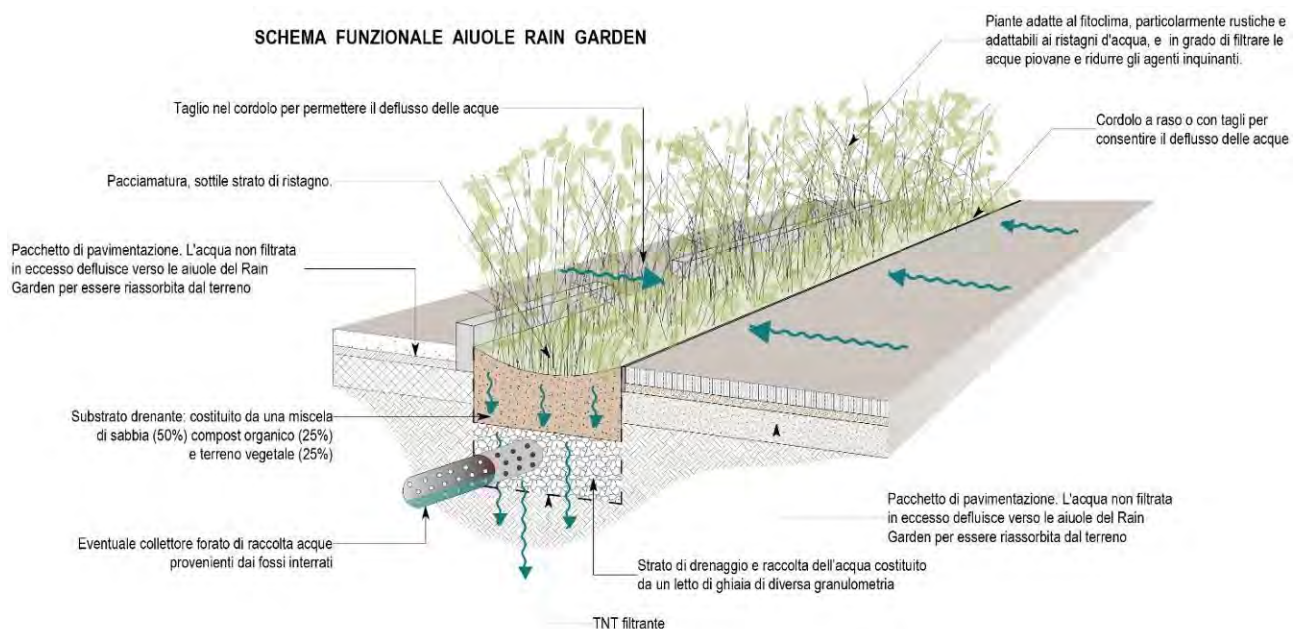 SCHEMA FUNZIONALE AIUOLE RAIN GARDEN
Piante adatte al fitoclima, particolarmente rustiche e
adattabili ai ristagni d'acqua, e in grado di filtrare le
acque piovane e ridurre gli agenti inquinanti.
Taglio nel cordolo per permettere il deflusso delle acque
Cordolo a raso o con tagli per
consentire il deflusso delle acque
Pacciamatura, sottile strato di ristagno.
Pacchetto di pavimentazione. L'acqua non filtrata
in eccesso defluisce verso le aiuole del Rain
Garden per essere riassorbita dal terreno
Substrato drenante: costituito da una miscela
di sabbia (50%) compost organico (25%)
e terreno vegetale (25%)
Eventuale collettore forato di raccolta acque
provenienti dai fossi interrati
Pacchetto di pavimentazione. L'acqua non filtrata
in eccesso defluisce verso le aiuole del Rain
Garden per essere riassorbita dal terreno
Strato di drenaggio e raccolta dell'acqua costituito
da un letto di ghiaia di diversa granulometria
TNT filtrante